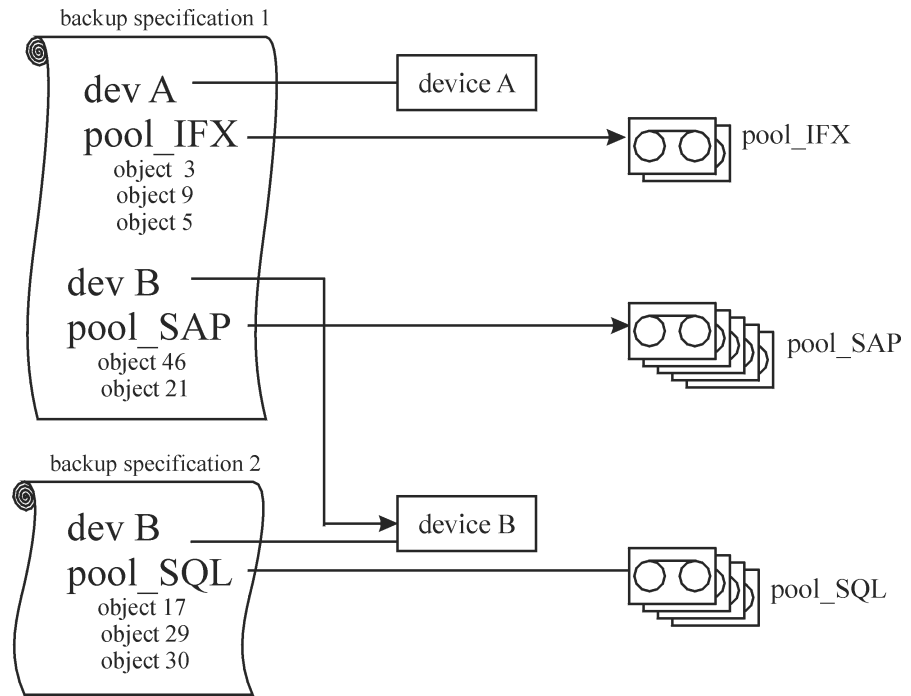 backup specification 1
dev A
device A
pool_IFX
pool_IFX
object 3
object 9
object 5
dev B
pool_SAP
pool_SAP
object 46
object 21
backup specification 2
dev B
device B
pool_SQL
pool_SQL
object 17
object 29
object 30